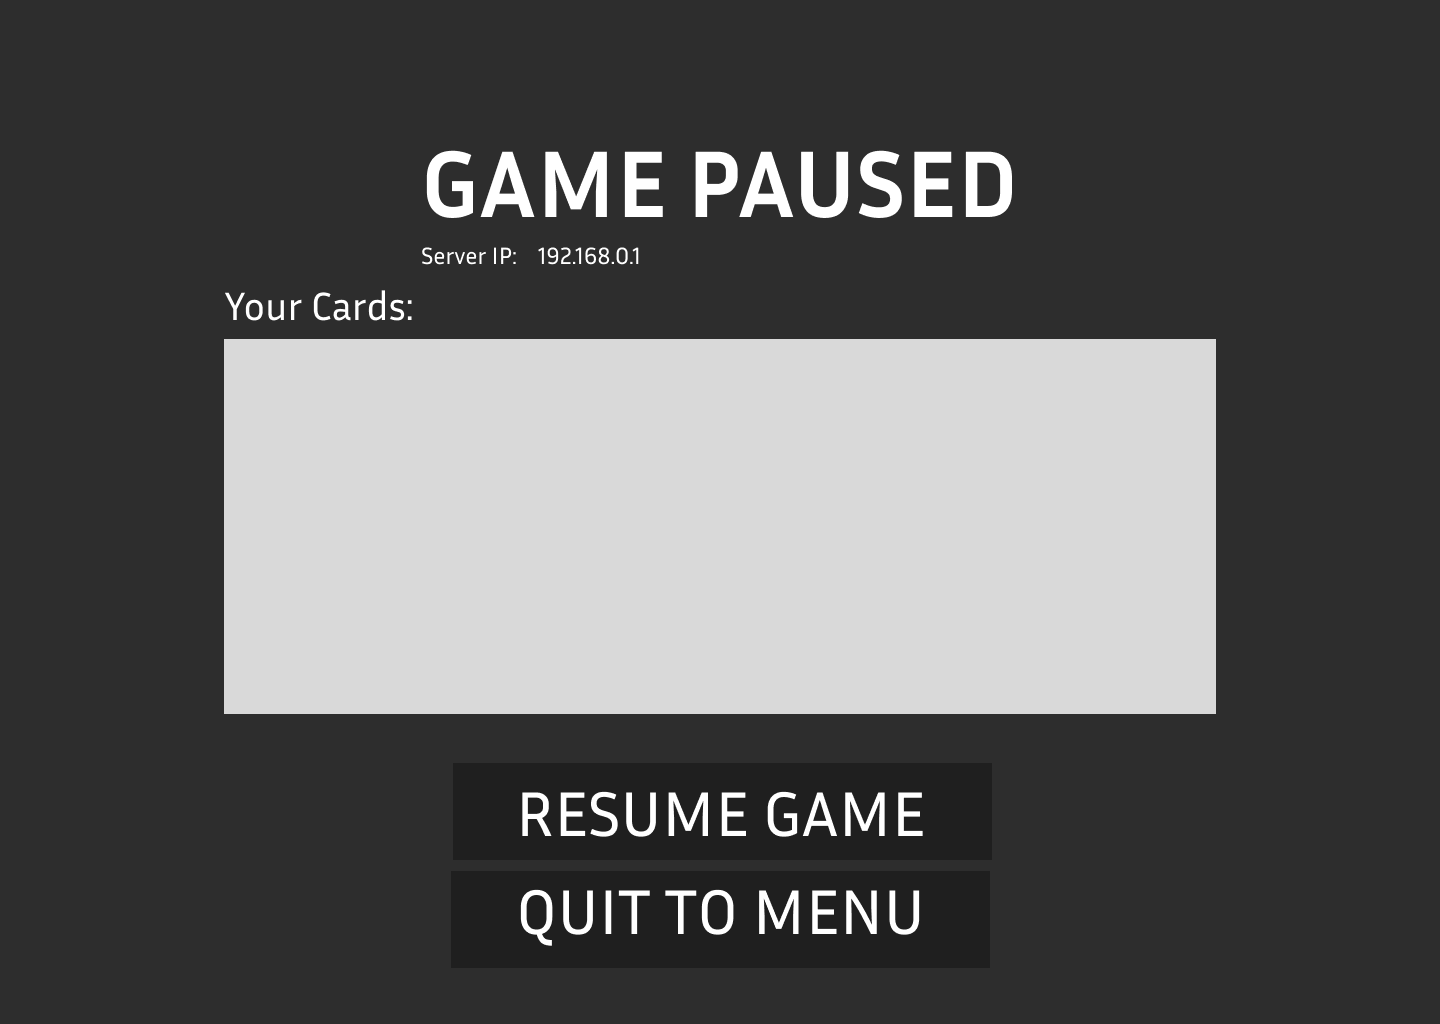 GAME PAUSED
Server IP: 192.168.0.1
Your Cards:
RESUME GAME
QUIT TO MENU